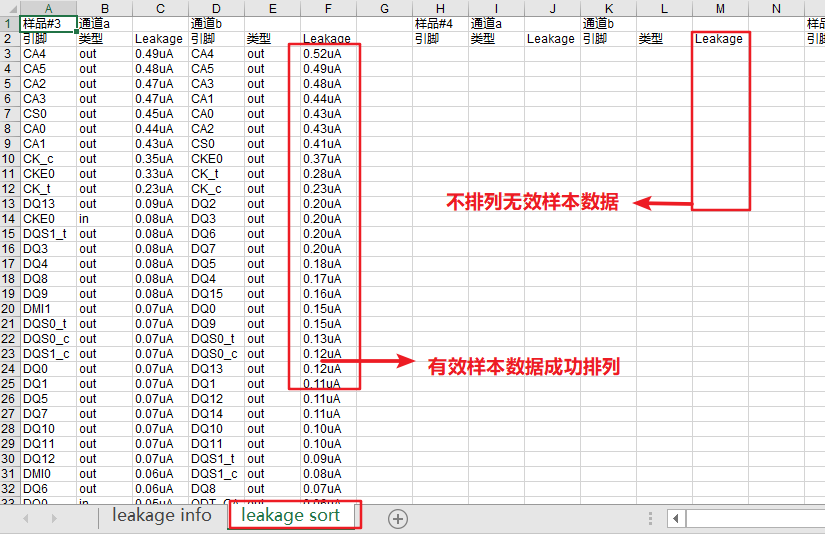 A B C D E F G H I J K L M N
1 样品#3 通道a 通道b 样品#4 通道a 通道b
2 引脚 类型 Leakage 引脚 类型 Leakage 引脚 类型 Leakage 引脚 类型 Leakage
3 CA4 out 0.49uA CA4 out 0.52uA
4 CA5 out 0.48uA CA5 out 0.49uA
5 CA2 out 0.47uA CA3 out 0.48uA
6 CA3 out 0.47uA CA1 out 0.44uA
7 CS0 out 0.45uA CA0 out 0.43uA
8 CA0 out 0.44uA CA2 out 0.43uA
9 CA1 out 0.43uA CS0 out 0.41uA
10 CK_c out 0.35uA CKE0 out 0.37uA
11 CKE0 out 0.33uA CK_t out 0.28uA
12 CK_t out 0.23uA CK_c out 0.23uA
13 DQ13 out 0.09uA DQ2 out 0.20uA
不排列无效样本数据
14 CKE0 in 0.08uA DQ3 out 0.20uA
15 DQS1_t out 0.08uA DQ6 out 0.20uA
16 DQ3 out 0.08uA DQ7 out 0.20uA
17 DQ4 out 0.08uA DQ5 out 0.18uA
18 DQ8 out 0.08uA DQ4 out 0.17uA
19 DQ9 out 0.08uA DQ15 out 0.16uA
20 DMI1 out 0.07uA DQ0 out 0.15uA
21 DQS0_t out 0.07uA DQ9 out 0.15uA
22 DQS0_c out 0.07uA DQS0_t out 0.13uA
23 DQS1_c out 0.07uA DQS0_c out 0.12uA
24 DQ0 out 0.07uA DQ13 out 0.12uA
有效样本数据成功排列
25 DQ1 out 0.07uA DQ1 out 0.11uA
26 DQ5 out 0.07uA DQ12 out 0.11uA
27 DQ7 out 0.07uA DQ14 out 0.11uA
28 DQ10 out 0.07uA DQ10 out 0.10uA
29 DQ11 out 0.07uA DQ11 out 0.10uA
30 DQ12 out 0.07uA DQS1_t out 0.09uA
31 DMI0 out 0.06uA DQS1_c out 0.08uA
32 DQ6 out 0.06uA DQ8 out 0.07uA
leakage info leakage sort